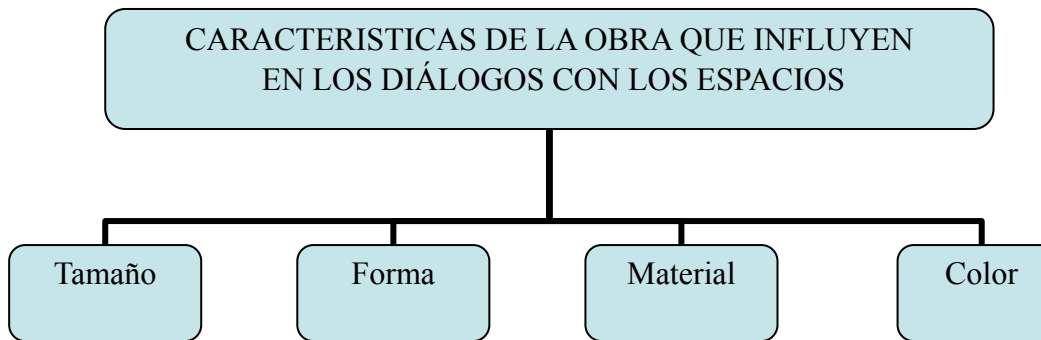 CARACTERISTICAS DE LA OBRA QUE INFLUYEN
EN LOS DIÁLOGOS CON LOS ESPACIOS
Tamaño
Forma
Material
Color